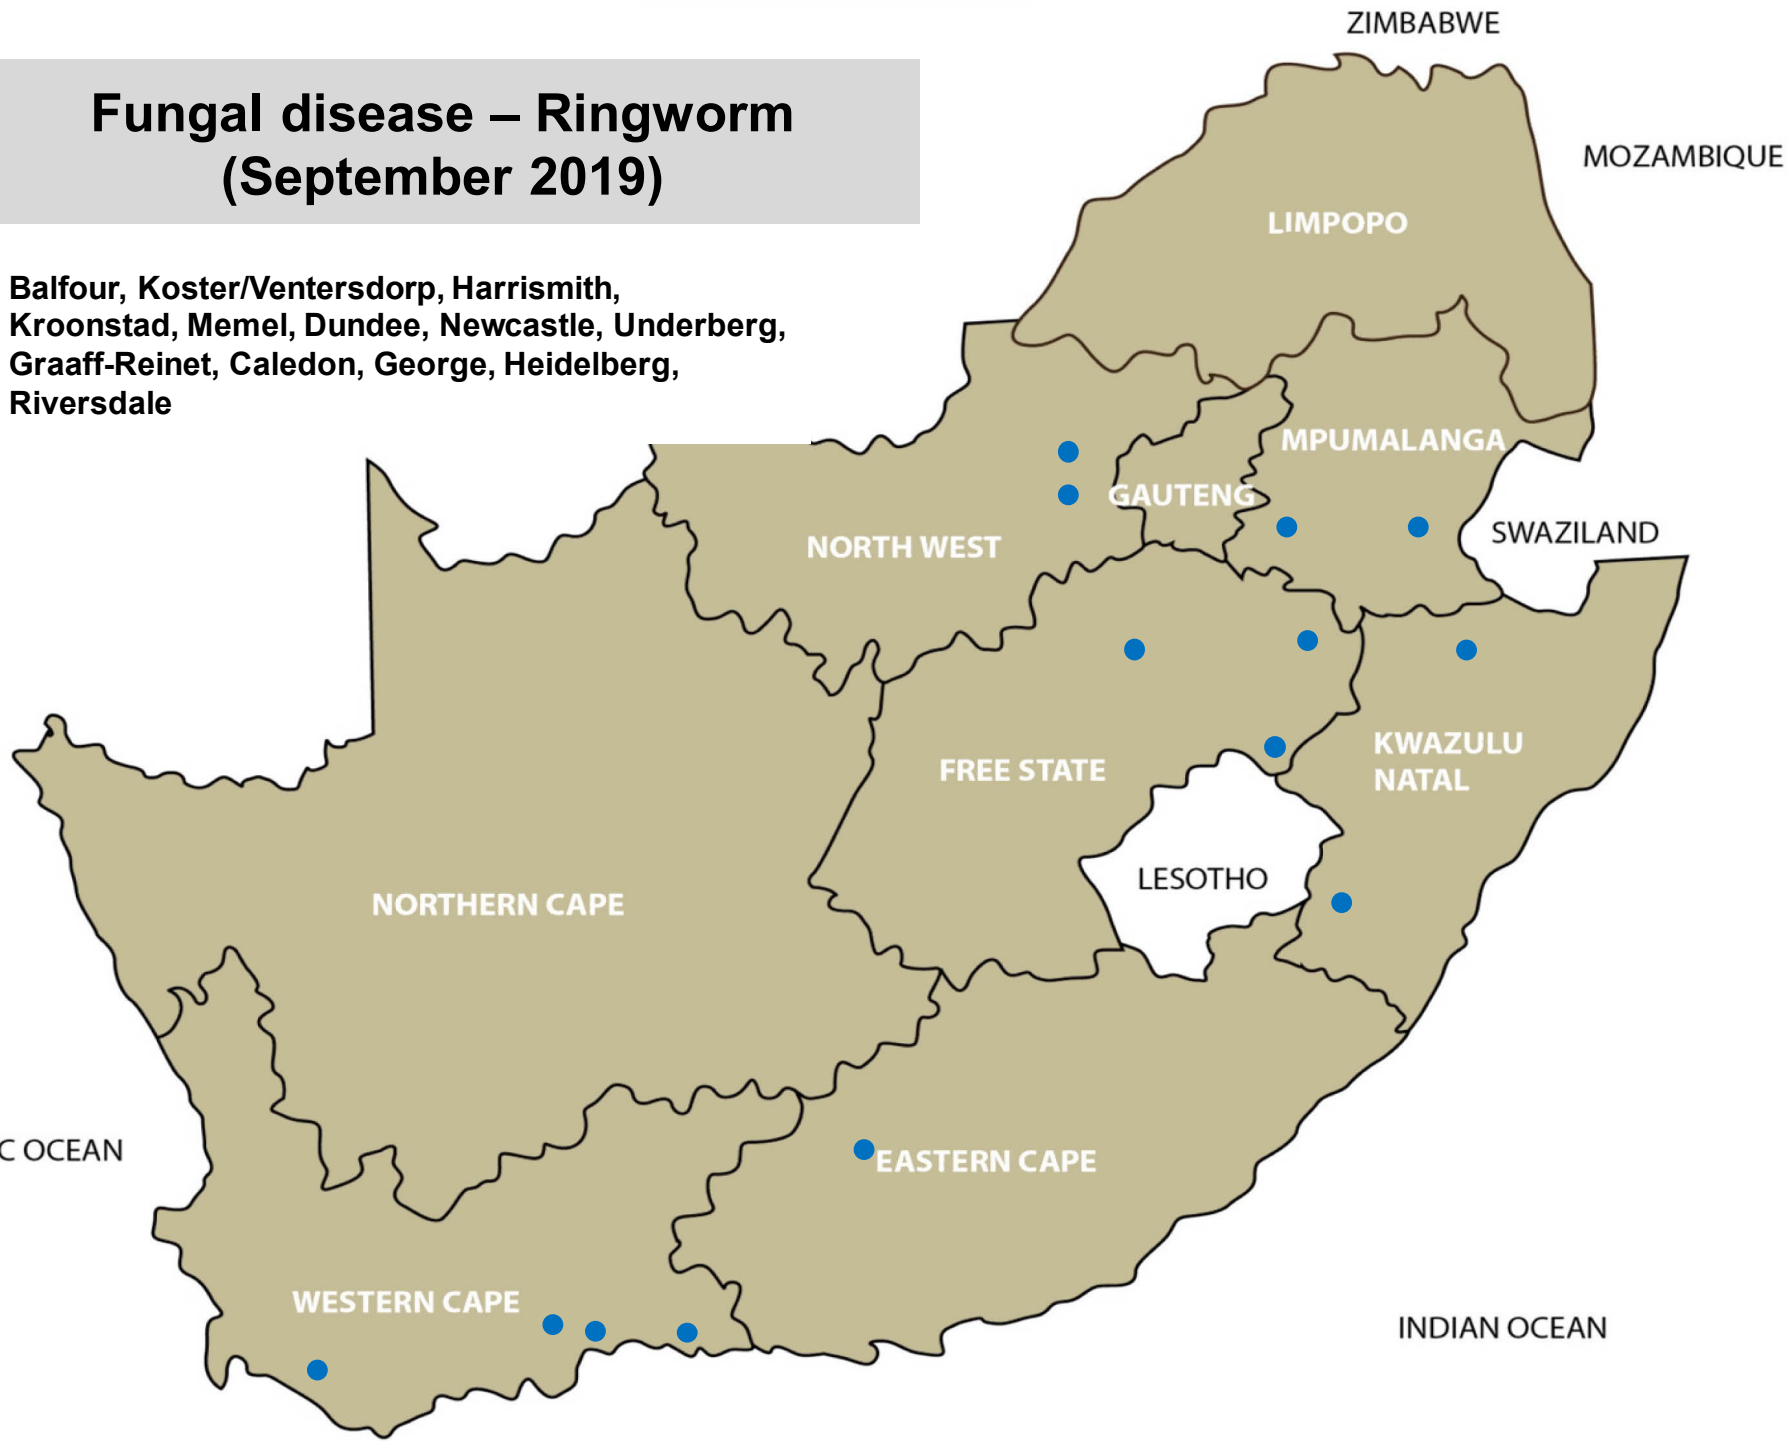 ZIMBABWE
Fungal disease – Ringworm
(September 2019)
MOZAMBIQUE
LIMPOPO
Balfour, Koster/Ventersdorp, Harrismith,
Kroonstad, Memel, Dundee, Newcastle, Underberg,
Graaff-Reinet, Caledon, George, Heidelberg,
Riversdale
MPUMALANGA
GAUTENG
SWAZILAND
NORTH WEST
KWAZULU
NATAL
FREE STATE
LESOTHO
NORTHERN CAPE
C OCEAN
EASTERN CAPE
WESTERN CAPE
INDIAN OCEAN